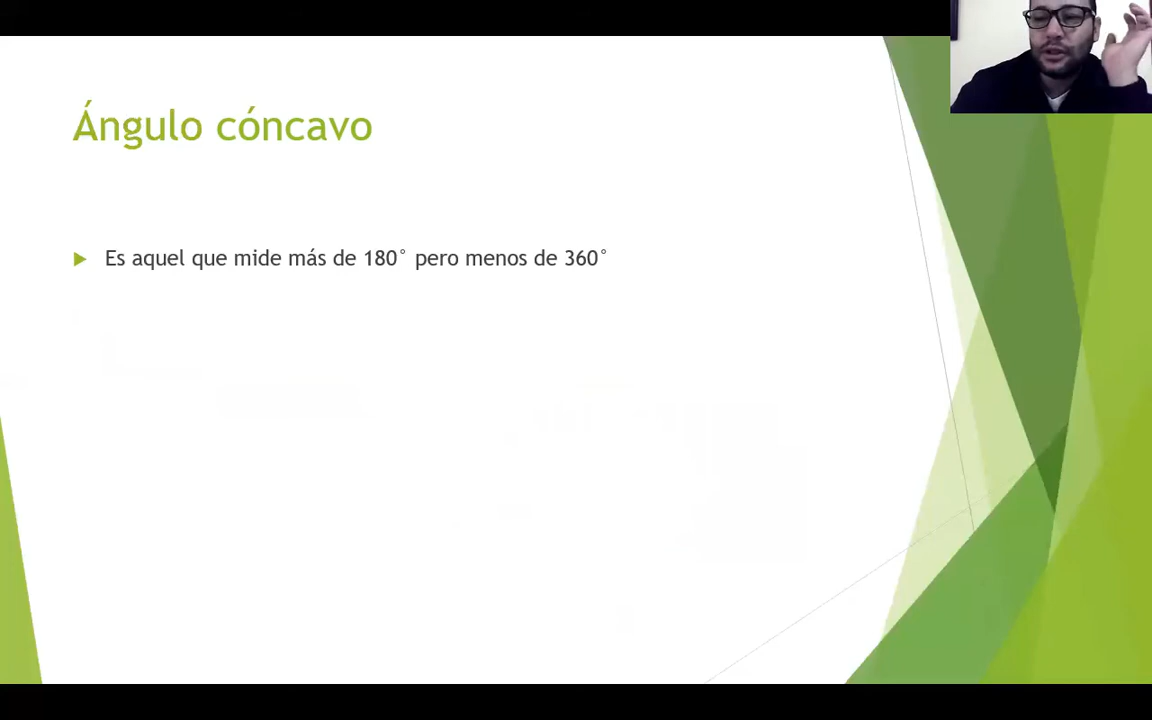 Ángulo cóncavo
Es aquel que mide más de 180° pero menos de 360°